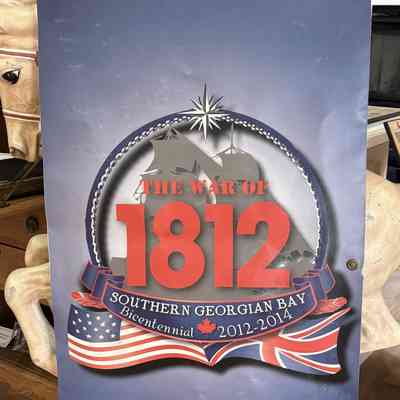 THE WAR OF
1812
SOUTHERN GEORGIAN BAY
Bicentennial 2012-2014